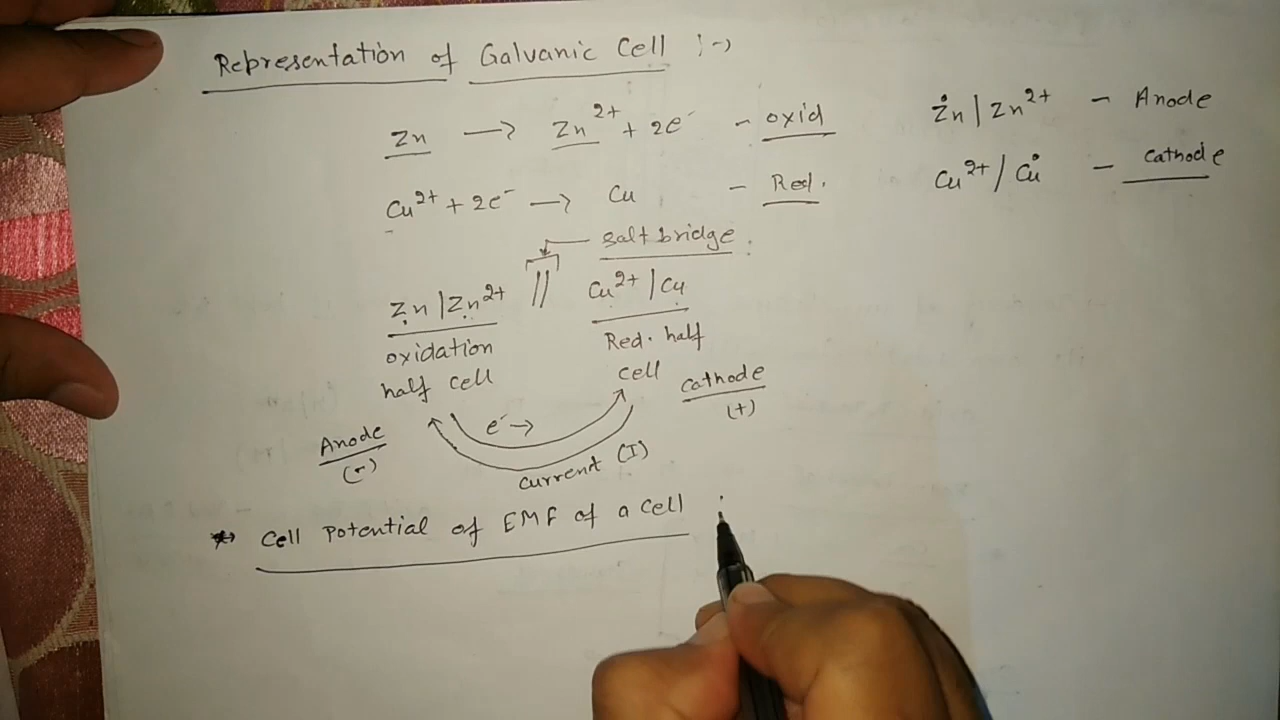 Representation of Galvanic Cell :-)
Zn → Zn²⁺ + 2e⁻ - oxid
Zn | Zn²⁺ - Anode
Cu²⁺ + 2e⁻ → Cu - Red.
Cu²⁺ / Cu - Cathode
salt bridge.
Zn | Zn²⁺ // Cu²⁺ | Cu
oxidation
half cell
Red. half
cell
Cathode
(+)
Anode
(-)
e⁻ →
current (I)
Cell Potential of EMF of a cell :